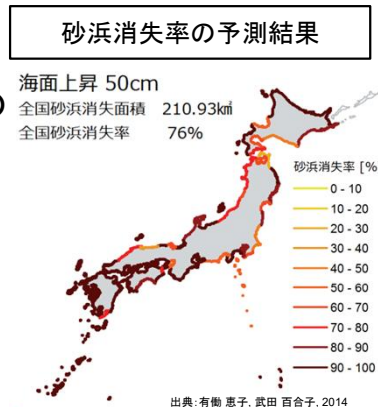 砂浜消失率の予測結果
海面上昇 50cm
全国砂浜消失面積 210.93㎢
全国砂浜消失率 76%
砂浜消失率 [%
0 - 10
10 - 20
20 - 30
30 - 40
40 - 50
50 - 60
60 - 70
70 - 80
80 - 90
90 - 100
出典:有働 恵子, 武田 百合子, 2014